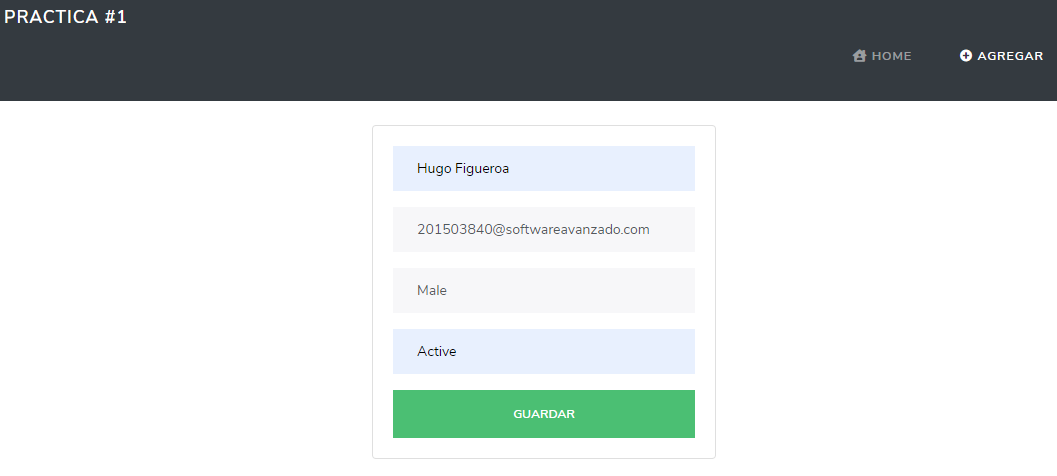 PRACTICA #1
HOME
AGREGAR
Hugo Figueroa
201503840@softwareavanzado.com
Male
Active
GUARDAR